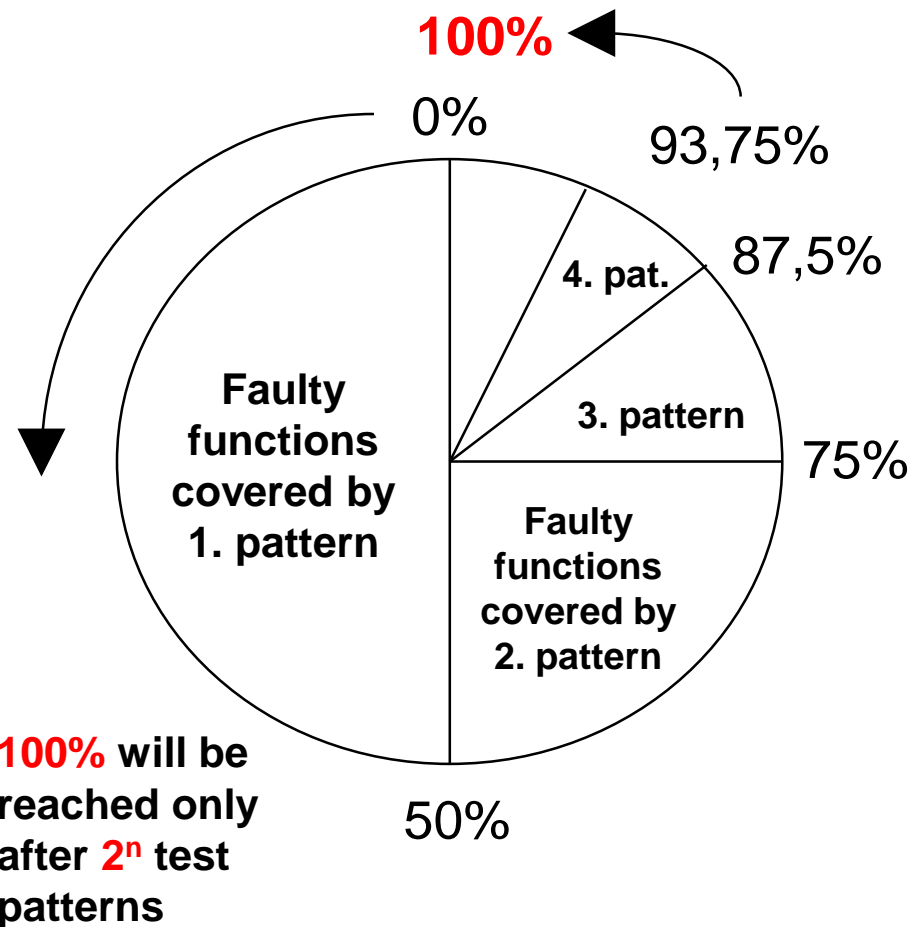 100%
0%
93,75%
87,5%
4. pat.
3. pattern
75%
Faulty
functions
covered by
1. pattern
Faulty
functions
covered by
2. pattern
50%
100% will be
reached only
after 2ⁿ test
patterns